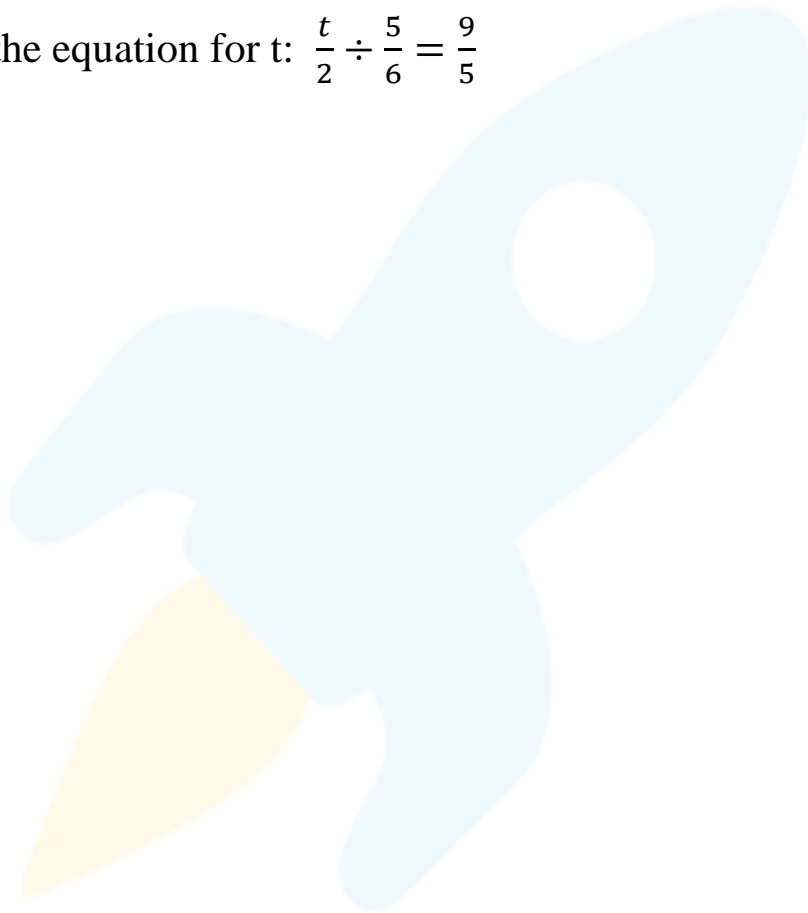 he equation for t: t/2 ÷ 5/6 = 9/5